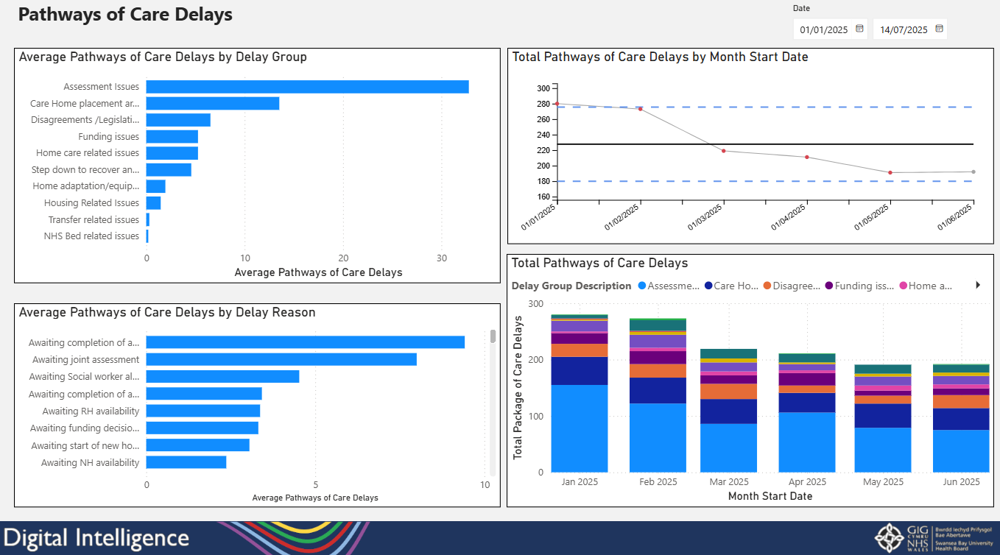 Pathways of Care Delays
Date
01/01/2025
14/07/2025
Average Pathways of Care Delays by Delay Group
Assessment Issues
Care Home placement ar...
Disagreements /Legislati...
Funding issues
Home care related issues
Step down to recover an...
Home adaptation/equip...
Housing Related Issues
Transfer related issues
NHS Bed related issues
0 10 20 30
Average Pathways of Care Delays
Total Pathways of Care Delays by Month Start Date
300
280
260
240
220
200
180
160
01/01/2025 01/02/2025 01/03/2025 01/04/2025 01/05/2025 01/06/2025
Average Pathways of Care Delays by Delay Reason
Awaiting completion of a...
Awaiting joint assessment
Awaiting Social worker al...
Awaiting completion of a...
Awaiting RH availability
Awaiting funding decisio...
Awaiting start of new ho...
Awaiting NH availability
0 5 10
Average Pathways of Care Delays
Total Pathways of Care Delays
Delay Group Description Assessme... Care Ho... Disagree... Funding iss... Home a...
Total Package of Care Delays
300
200
100
0
Jan 2025 Feb 2025 Mar 2025 Apr 2025 May 2025 Jun 2025
Month Start Date
Digital Intelligence
GIG
CYMRU
NHS
WALES
Bwrdd Iechyd Prifysgol
Bae Abertawe
Swansea Bay University
Health Board